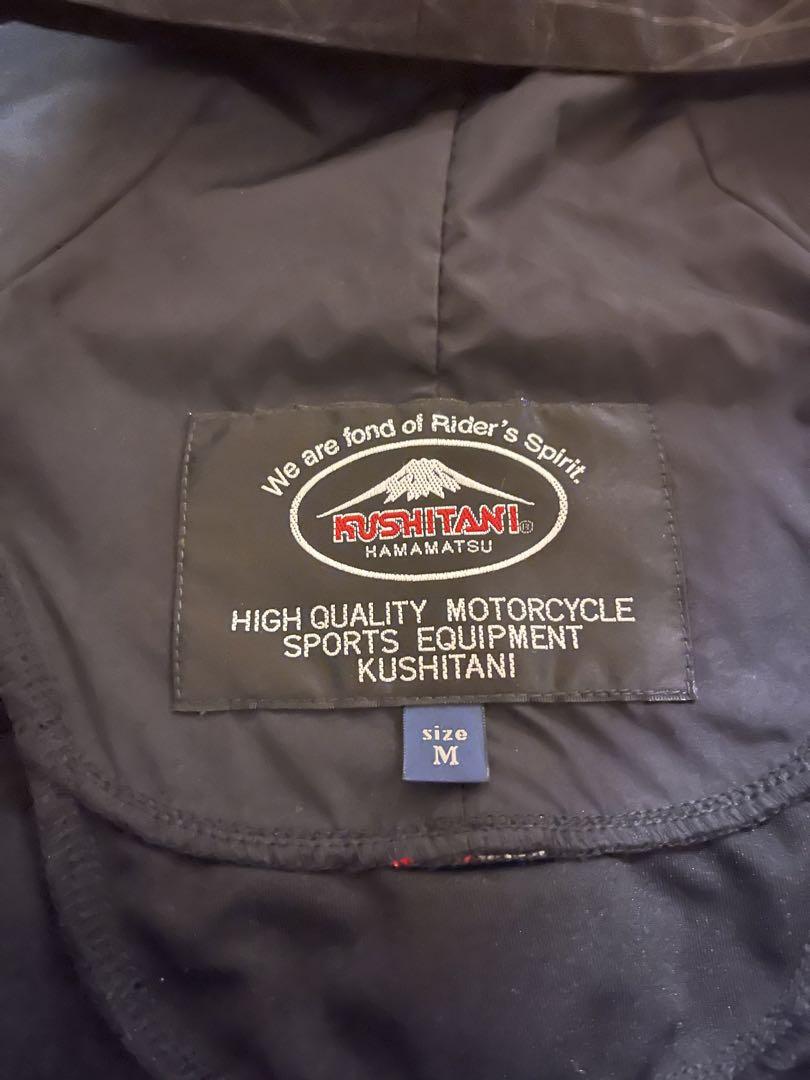 We are fond of Rider's Spirit.
KUSHITANI®
HAMAMATSU
HIGH QUALITY MOTORCYCLE
SPORTS EQUIPMENT
KUSHITANI
size
M